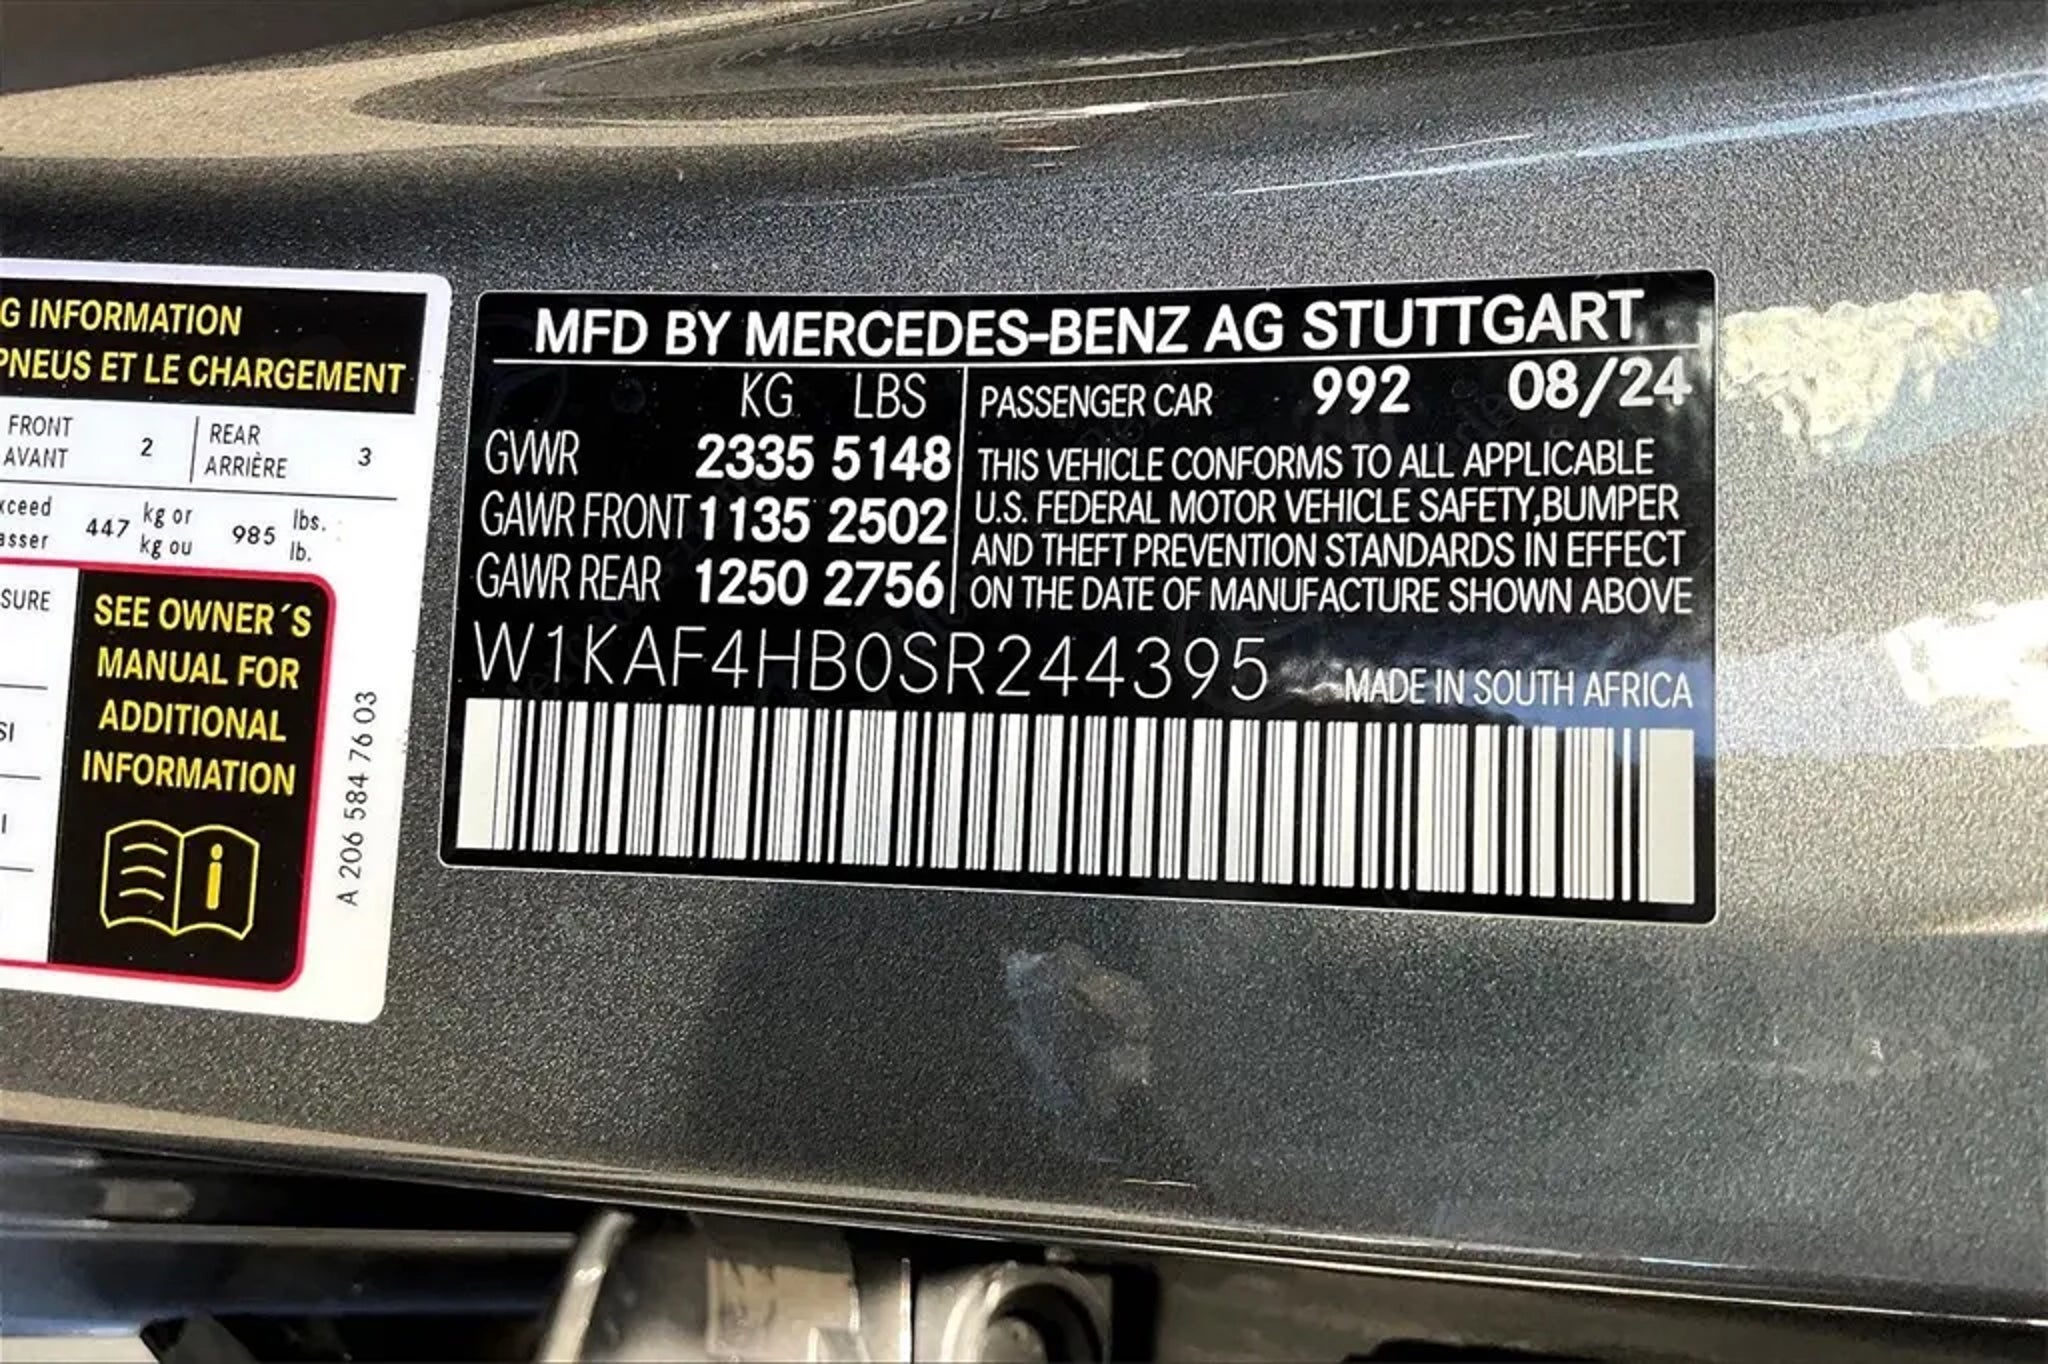 G INFORMATION
PNEUS ET LE CHARGEMENT
FRONT 2 REAR 3
AVANT ARRIÈRE
xceed 447 kg or 985 lbs.
asser kg ou lb.
SURE
SEE OWNER´S
MANUAL FOR
ADDITIONAL
INFORMATION
SI
I
A 206 584 76 03
MFD BY MERCEDES-BENZ AG STUTTGART
KG LBS
GVWR 2335 5148
GAWR FRONT 1135 2502
GAWR REAR 1250 2756
PASSENGER CAR 992 08/24
THIS VEHICLE CONFORMS TO ALL APPLICABLE
U.S. FEDERAL MOTOR VEHICLE SAFETY, BUMPER
AND THEFT PREVENTION STANDARDS IN EFFECT
ON THE DATE OF MANUFACTURE SHOWN ABOVE
W1KAF4HB0SR244395
MADE IN SOUTH AFRICA